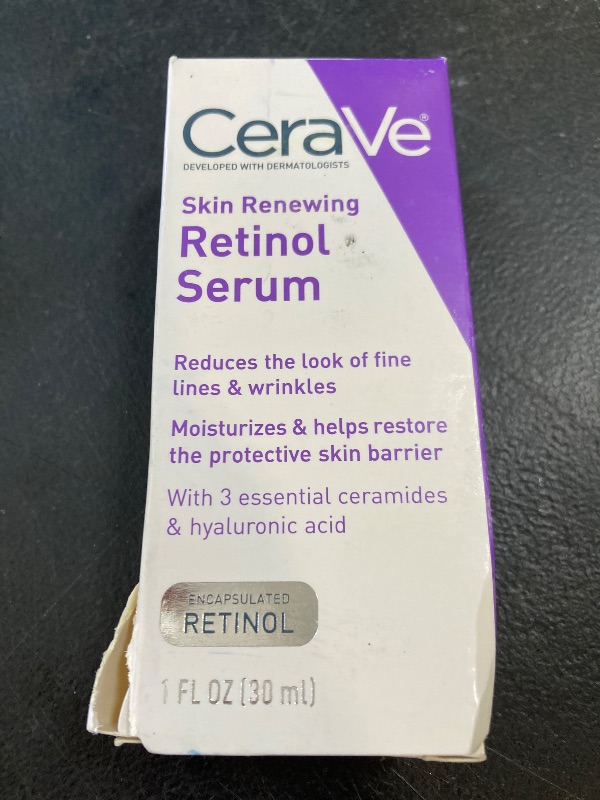 CeraVe®
DEVELOPED WITH DERMATOLOGISTS
Skin Renewing
Retinol
Serum
Reduces the look of fine
lines & wrinkles
Moisturizes & helps restore
the protective skin barrier
With 3 essential ceramides
& hyaluronic acid
ENCAPSULATED
RETINOL
1 FL OZ (30 ml)